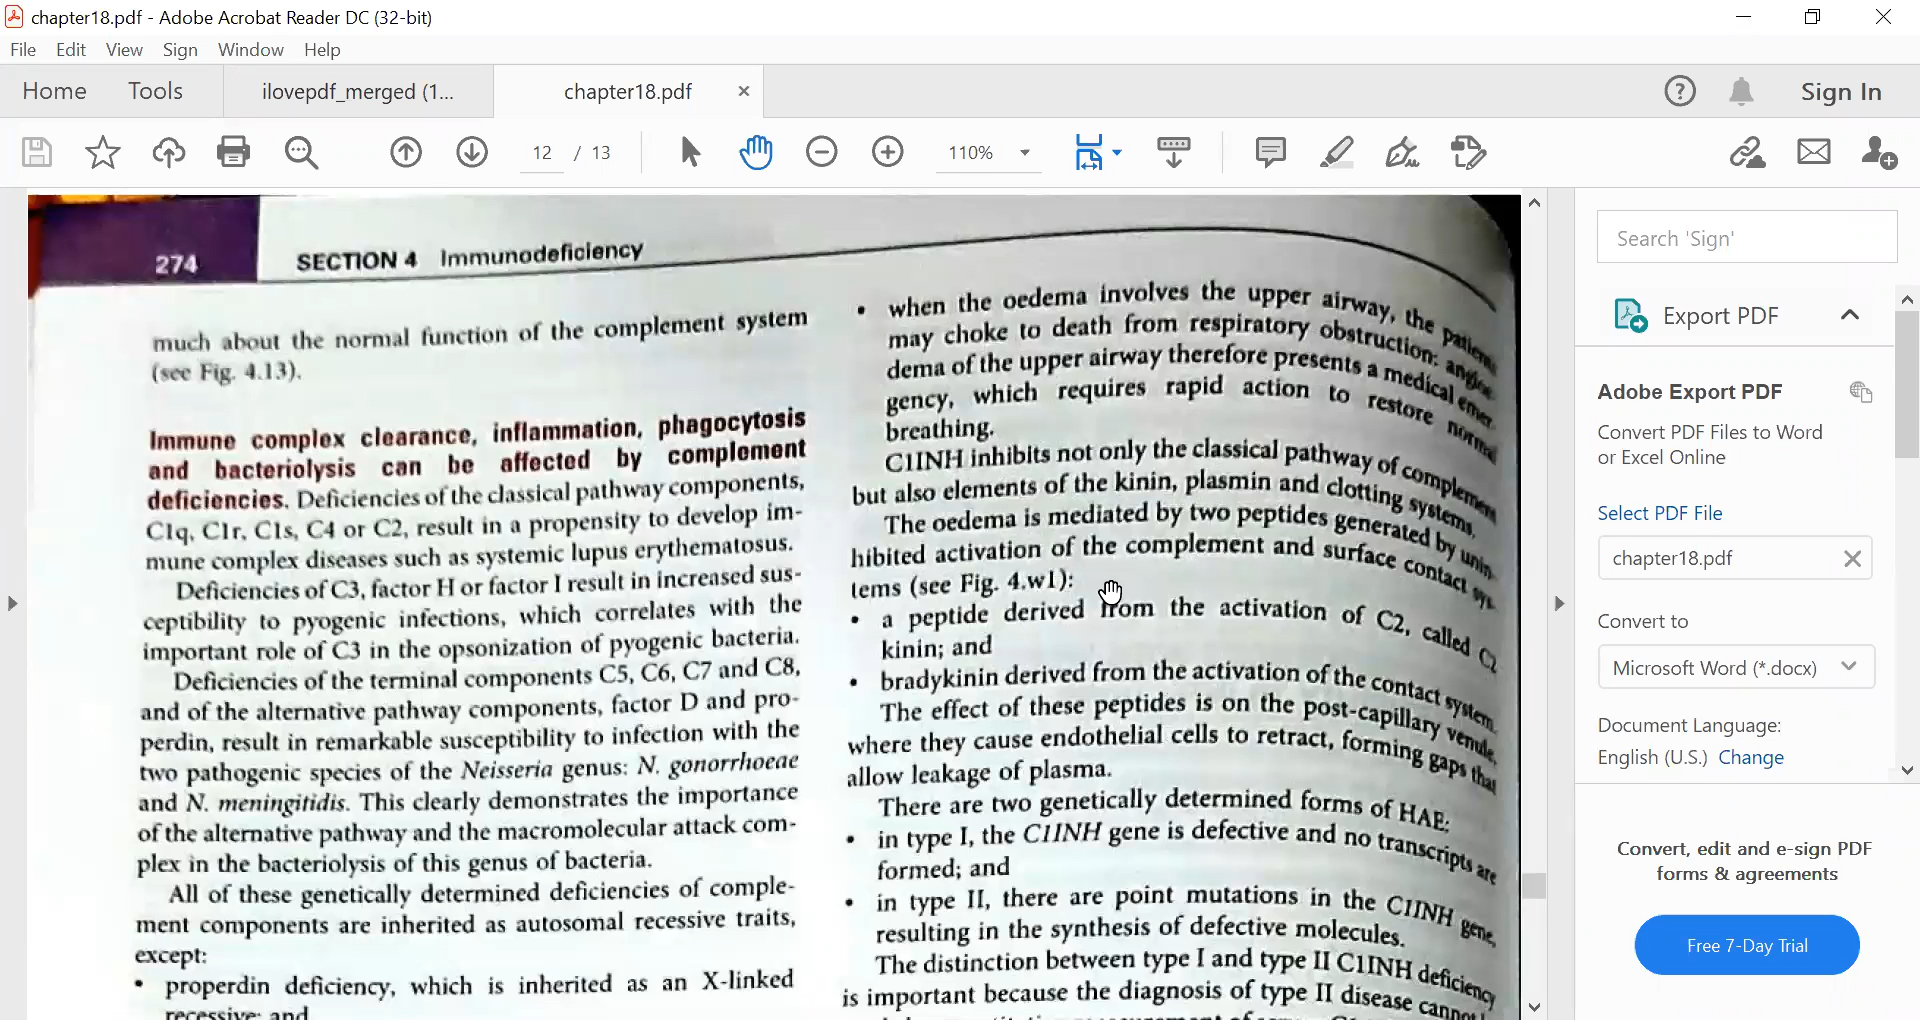 chapter18.pdf - Adobe Acrobat Reader DC (32-bit)
File Edit View Sign Window Help
Home Tools ilovepdf_merged (1... chapter18.pdf Sign In
12 / 13 110%
274 SECTION 4 Immunodeficiency
much about the normal function of the complement system
(see Fig. 4.13).
Immune complex clearance, inflammation, phagocytosis
and bacteriolysis can be affected by complement
deficiencies. Deficiencies of the classical pathway components,
C1q, C1r, C1s, C4 or C2, result in a propensity to develop im-
mune complex diseases such as systemic lupus erythematosus.
Deficiencies of C3, factor H or factor I result in increased sus-
ceptibility to pyogenic infections, which correlates with the
important role of C3 in the opsonization of pyogenic bacteria.
Deficiencies of the terminal components C5, C6, C7 and C8,
and of the alternative pathway components, factor D and pro-
perdin, result in remarkable susceptibility to infection with the
two pathogenic species of the Neisseria genus: N. gonorrhoeae
and N. meningitidis. This clearly demonstrates the importance
of the alternative pathway and the macromolecular attack com-
plex in the bacteriolysis of this genus of bacteria.
All of these genetically determined deficiencies of comple-
ment components are inherited as autosomal recessive traits,
except:
• properdin deficiency, which is inherited as an X-linked
recessive; and
• when the oedema involves the upper airway, the patient
may choke to death from respiratory obstruction; angioe-
dema of the upper airway therefore presents a medical emer-
gency, which requires rapid action to restore normal
breathing.
C1INH inhibits not only the classical pathway of complement
but also elements of the kinin, plasmin and clotting systems.
The oedema is mediated by two peptides generated by unin-
hibited activation of the complement and surface contact sys-
tems (see Fig. 4.w1):
• a peptide derived from the activation of C2, called C2
kinin; and
• bradykinin derived from the activation of the contact system.
The effect of these peptides is on the post-capillary venule,
where they cause endothelial cells to retract, forming gaps that
allow leakage of plasma.
There are two genetically determined forms of HAE:
• in type I, the C1INH gene is defective and no transcripts are
formed; and
• in type II, there are point mutations in the C1INH gene,
resulting in the synthesis of defective molecules.
The distinction between type I and type II C1INH deficiency
is important because the diagnosis of type II disease cannot
Search 'Sign'
Export PDF
Adobe Export PDF
Convert PDF Files to Word
or Excel Online
Select PDF File
chapter18.pdf
Convert to
Microsoft Word (*.docx)
Document Language:
English (U.S.) Change
Convert, edit and e-sign PDF
forms & agreements
Free 7-Day Trial